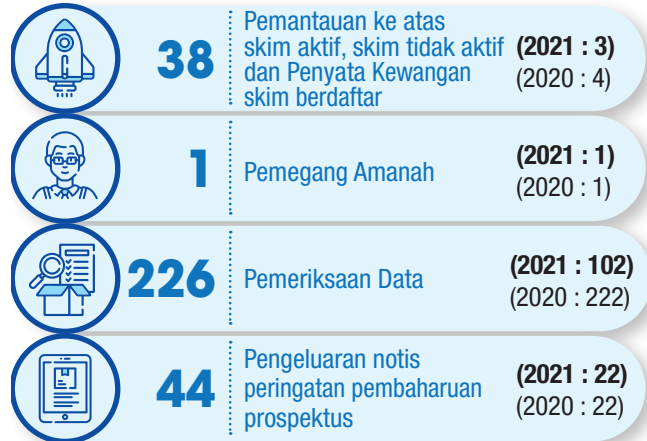 38
Pemantauan ke atas
skim aktif, skim tidak aktif
dan Penyata Kewangan
skim berdaftar
(2021 : 3)
(2020 : 4)
1
Pemegang Amanah
(2021 : 1)
(2020 : 1)
226
Pemeriksaan Data
(2021 : 102)
(2020 : 222)
44
Pengeluaran notis
peringatan pembaharuan
prospektus
(2021 : 22)
(2020 : 22)